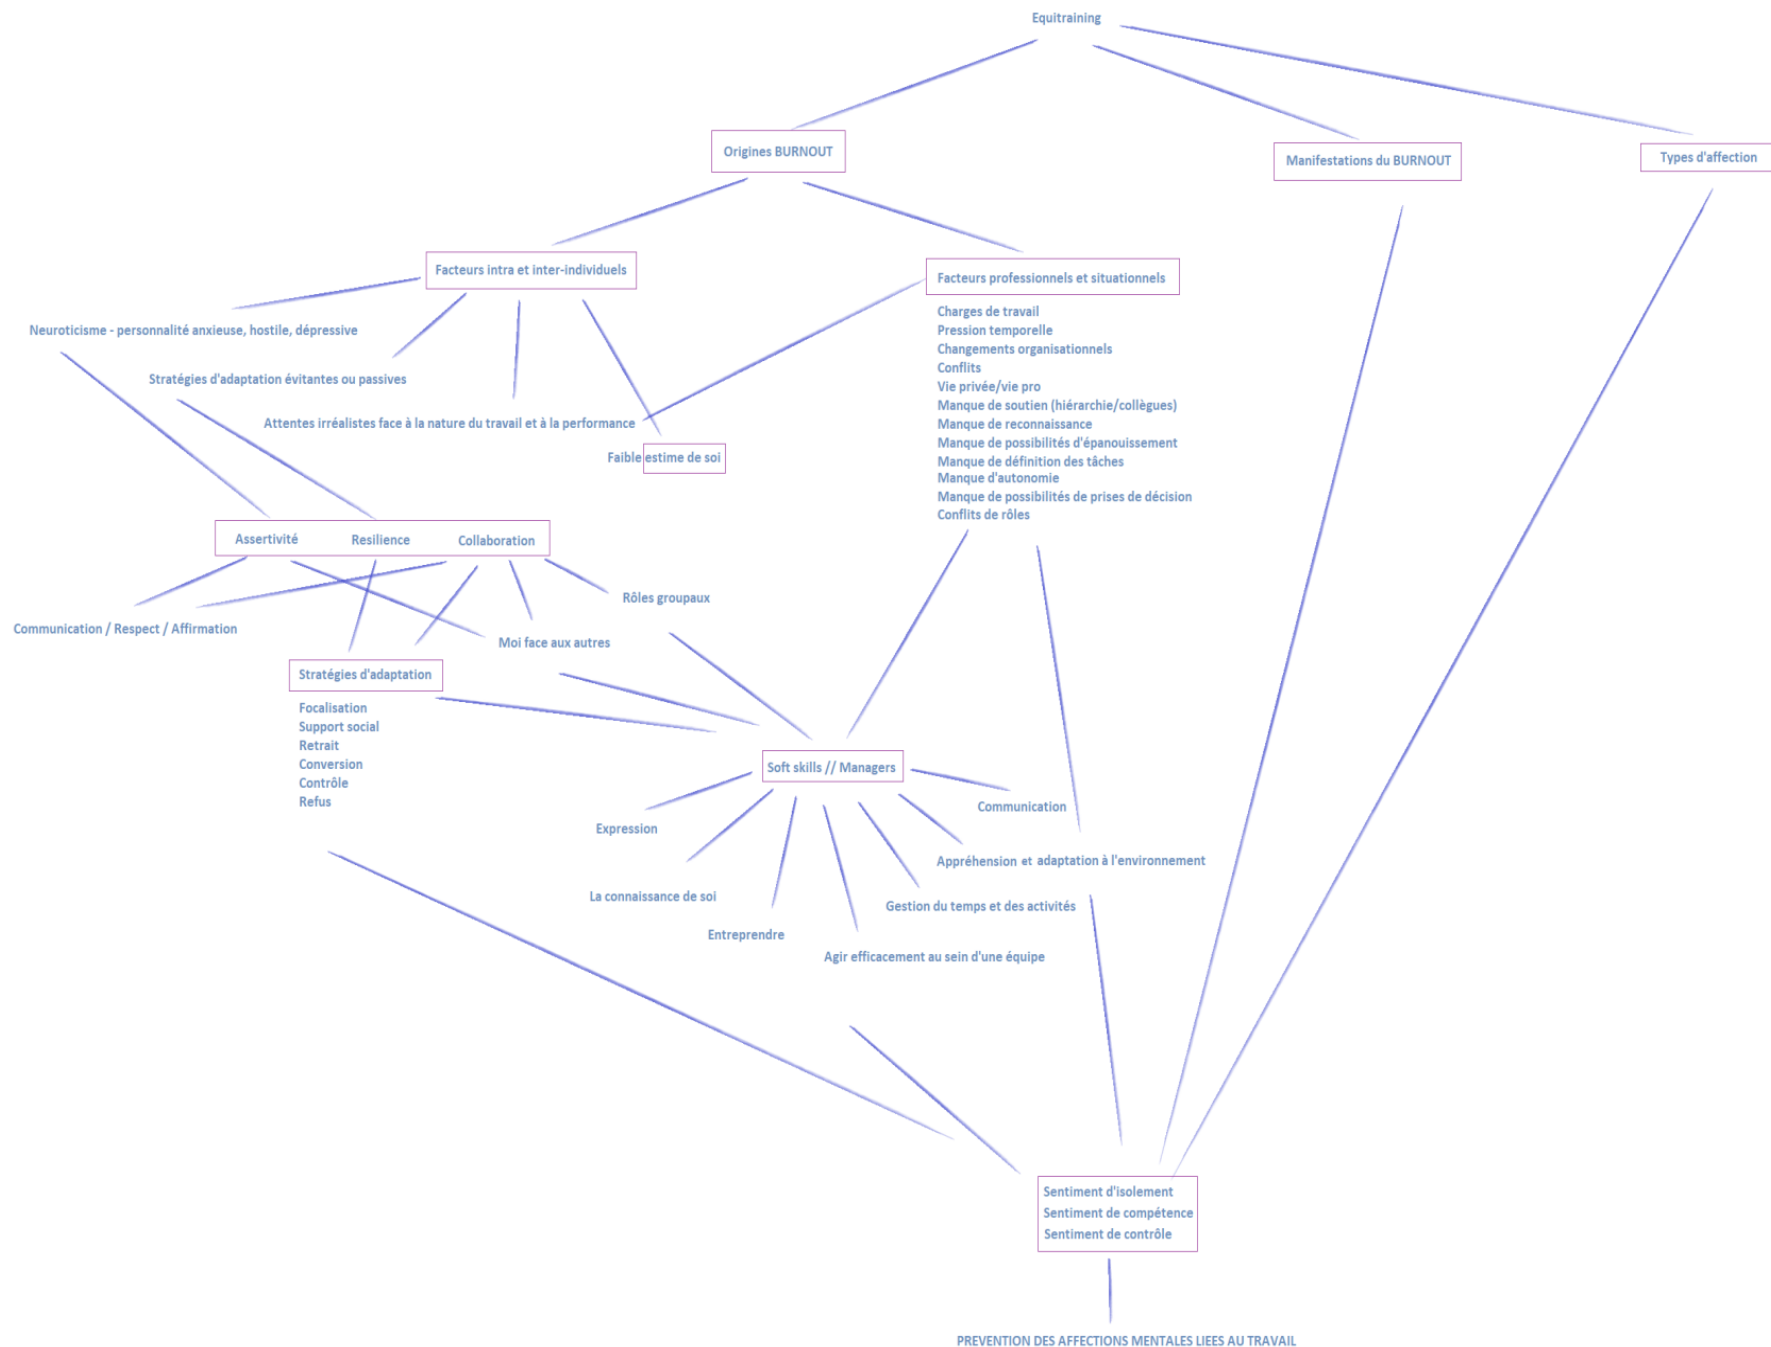 Equitraining
Origines BURNOUT
Manifestations du BURNOUT
Types d'affection
Facteurs intra et inter-individuels
Facteurs professionnels et situationnels
Neuroticisme - personnalité anxieuse, hostile, dépressive
Stratégies d'adaptation évitantes ou passives
Attentes irréalistes face à la nature du travail et à la performance
Faible estime de soi
Charges de travail
Pression temporelle
Changements organisationnels
Conflits
Vie privée/vie pro
Manque de soutien (hiérarchie/collègues)
Manque de reconnaissance
Manque de possibilités d'épanouissement
Manque de définition des tâches
Manque d'autonomie
Manque de possibilités de prises de décision
Conflits de rôles
Assertivité Resilience Collaboration
Rôles groupaux
Communication / Respect / Affirmation
Moi face aux autres
Stratégies d'adaptation
Focalisation
Support social
Retrait
Conversion
Contrôle
Refus
Soft skills // Managers
Communication
Expression
Appréhension et adaptation à l'environnement
La connaissance de soi
Gestion du temps et des activités
Entreprendre
Agir efficacement au sein d'une équipe
Sentiment d'isolement
Sentiment de compétence
Sentiment de contrôle
PREVENTION DES AFFECTIONS MENTALES LIEES AU TRAVAIL